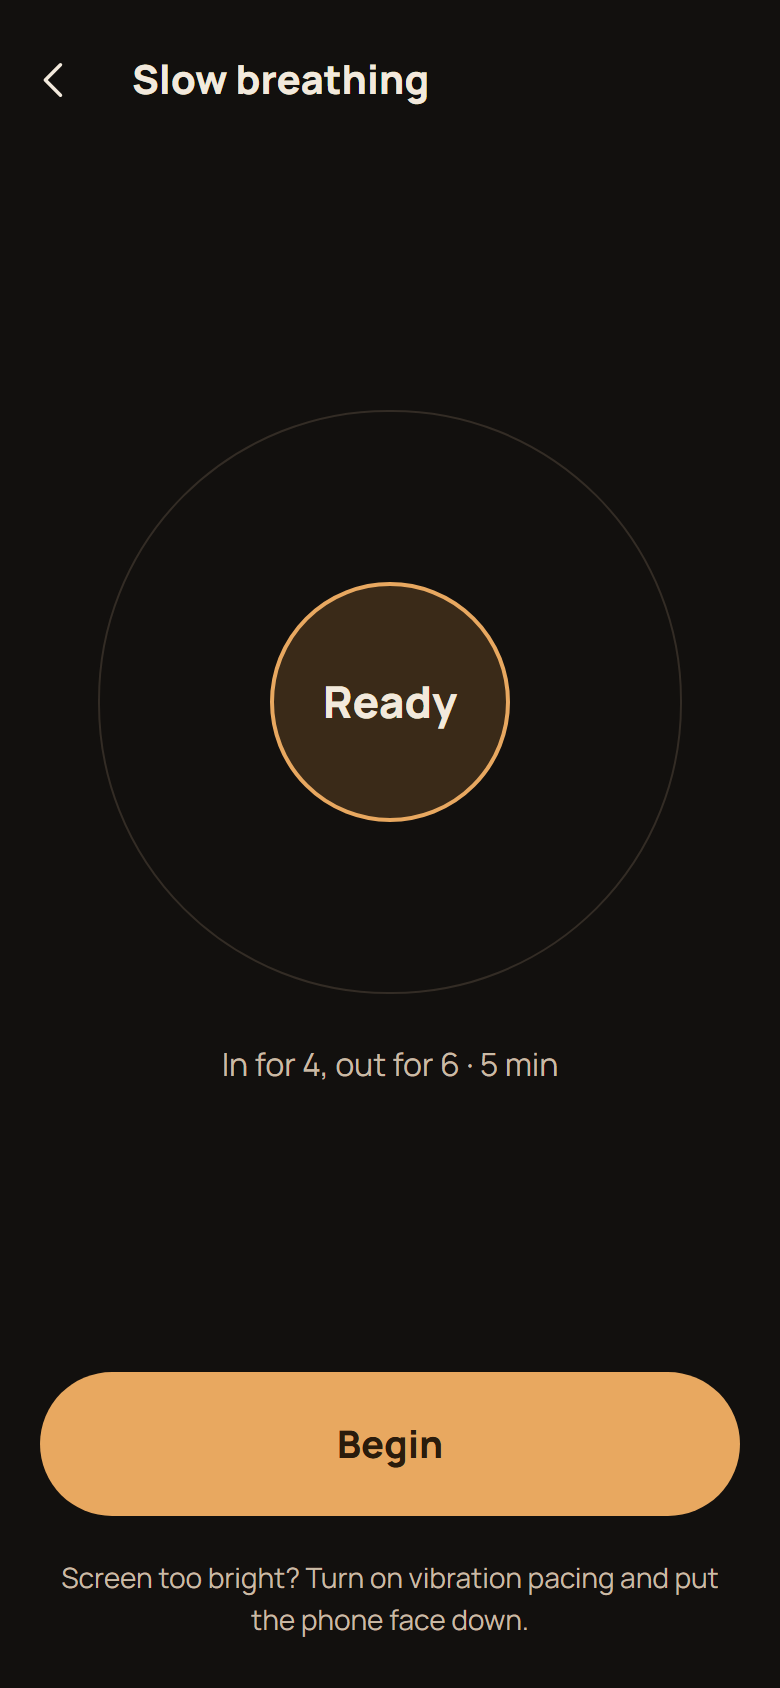 Slow breathing
Ready
In for 4, out for 6 · 5 min
Begin
Screen too bright? Turn on vibration pacing and put
the phone face down.